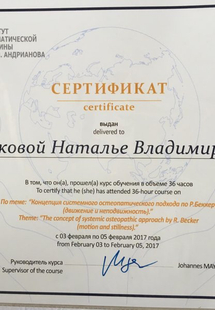 ТУТ
МАТИЧЕСКОЙ
ИНЫ
. АНДРИАНОВА
СЕРТИФИКАТ
certificate
выдан
delivered to
ковой Наталье Владимир
В том, что он(а), прошел(а) курс обучения в объеме 36 часов
To certify that he (she) has attended 36-hour course on
По теме: "Концепция системного остеопатического подхода по Р.Беккер
(движение и неподвижность)."
Theme: "The concept of systemic osteopathic approach by R. Becker
(motion and stillness)."
с 03 февраля по 05 февраля 2017 года
from February 03 to February 05, 2017
Руководитель курса
Supervisor of the course
Johannes MAY